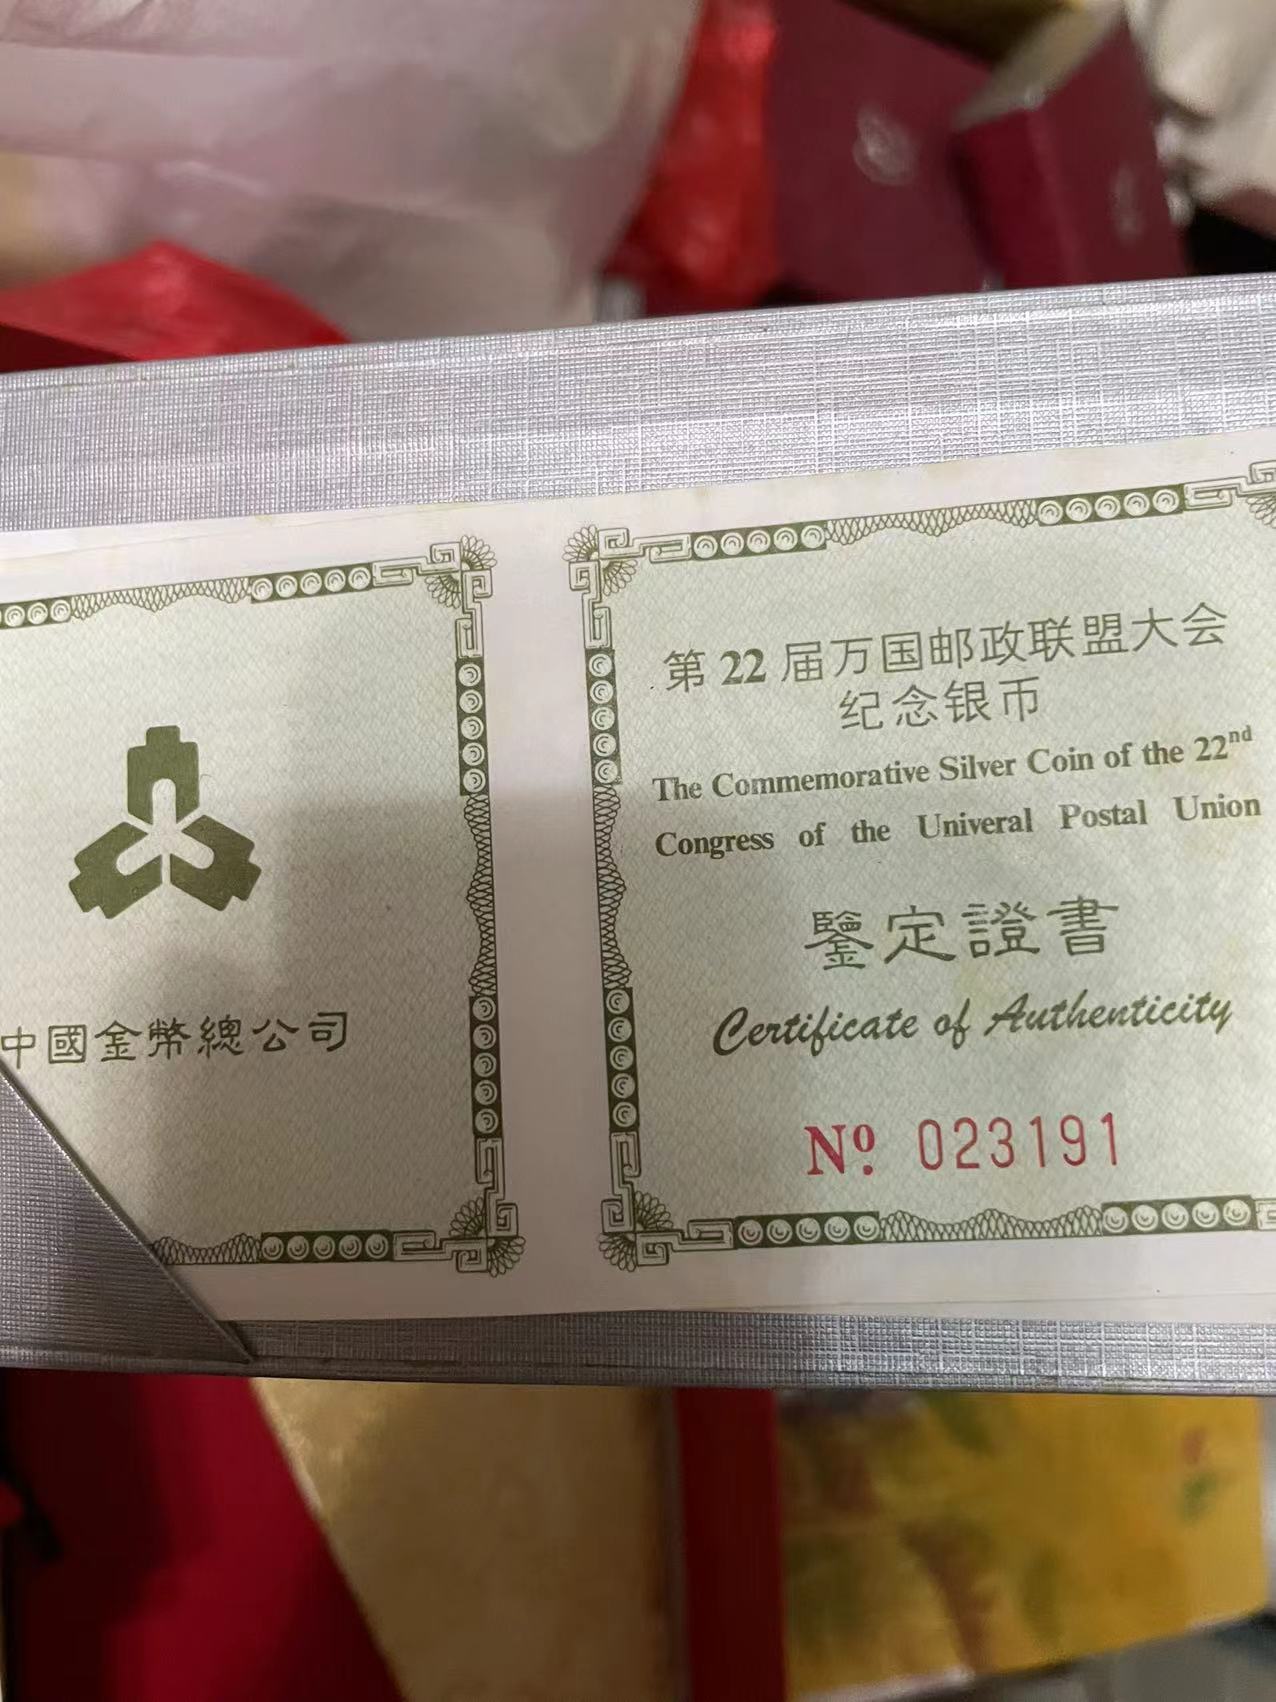 中國金幣總公司
第 22 届万国邮政联盟大会
纪念银币
The Commemorative Silver Coin of the 22nd
Congress of the Univeral Postal Union
鑒定證書
Certificate of Authenticity
Nº. 023191